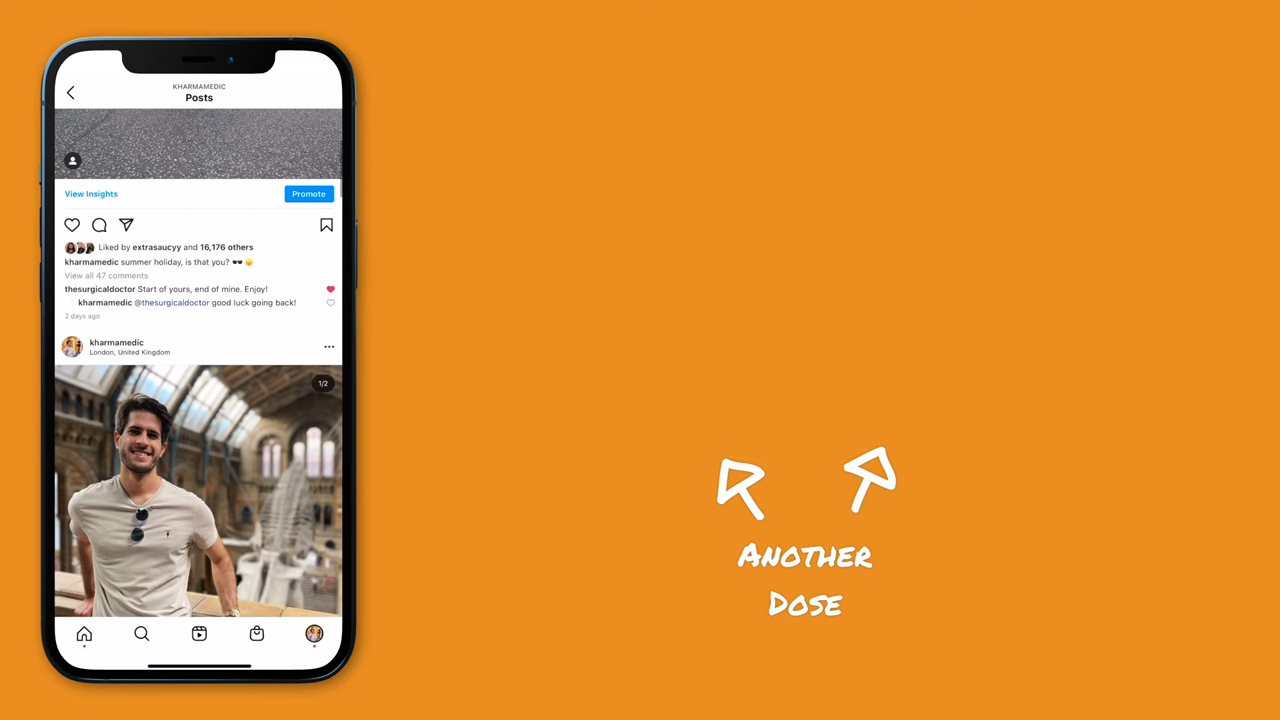 KHARMAMEDIC
Posts
View Insights
Promote
Liked by extrasaucyy and 16,176 others
kharmamedic summer holiday, is that you? 🕶️ ☀️
View all 47 comments
thesurgicaldoctor Start of yours, end of mine. Enjoy!
kharmamedic @thesurgicaldoctor good luck going back!
2 days ago
kharmamedic
London, United Kingdom
1/2
Another
Dose